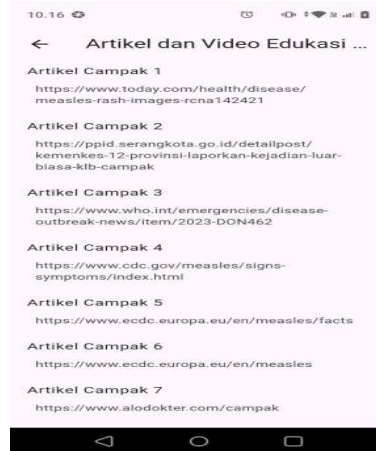 10.16
Artikel dan Video Edukasi ...
Artikel Campak 1
https://www.today.com/health/disease/
measles-rash-images-rcna142421
Artikel Campak 2
https://ppid.serangkota.go.id/detailpost/
kemenkes-12-provinsi-laporkan-kejadian-luar-
biasa-klb-campak
Artikel Campak 3
https://www.who.int/emergencies/disease-
outbreak-news/item/2023-DON462
Artikel Campak 4
https://www.cdc.gov/measles/signs-
symptoms/index.html
Artikel Campak 5
https://www.ecdc.europa.eu/en/measles/facts
Artikel Campak 6
https://www.ecdc.europa.eu/en/measles
Artikel Campak 7
https://www.alodokter.com/campak